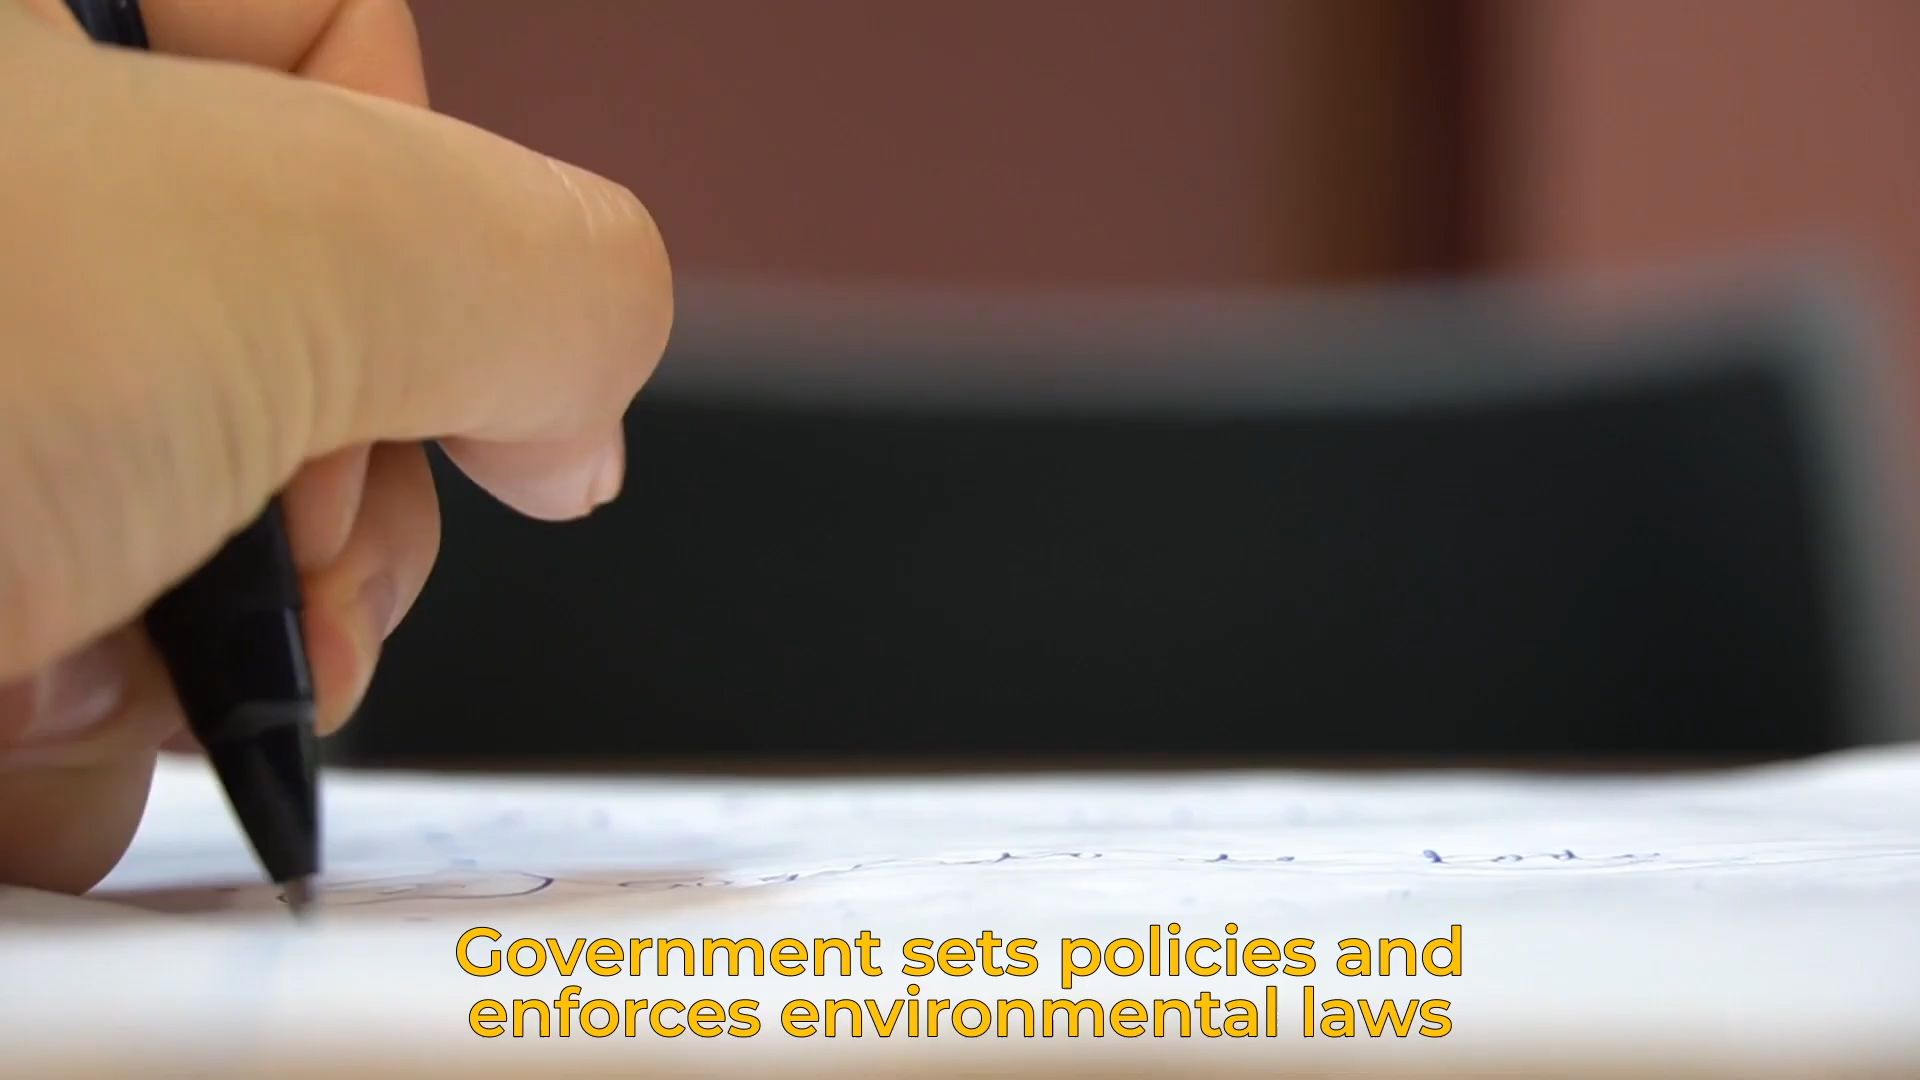 Government sets policies and
enforces environmental laws